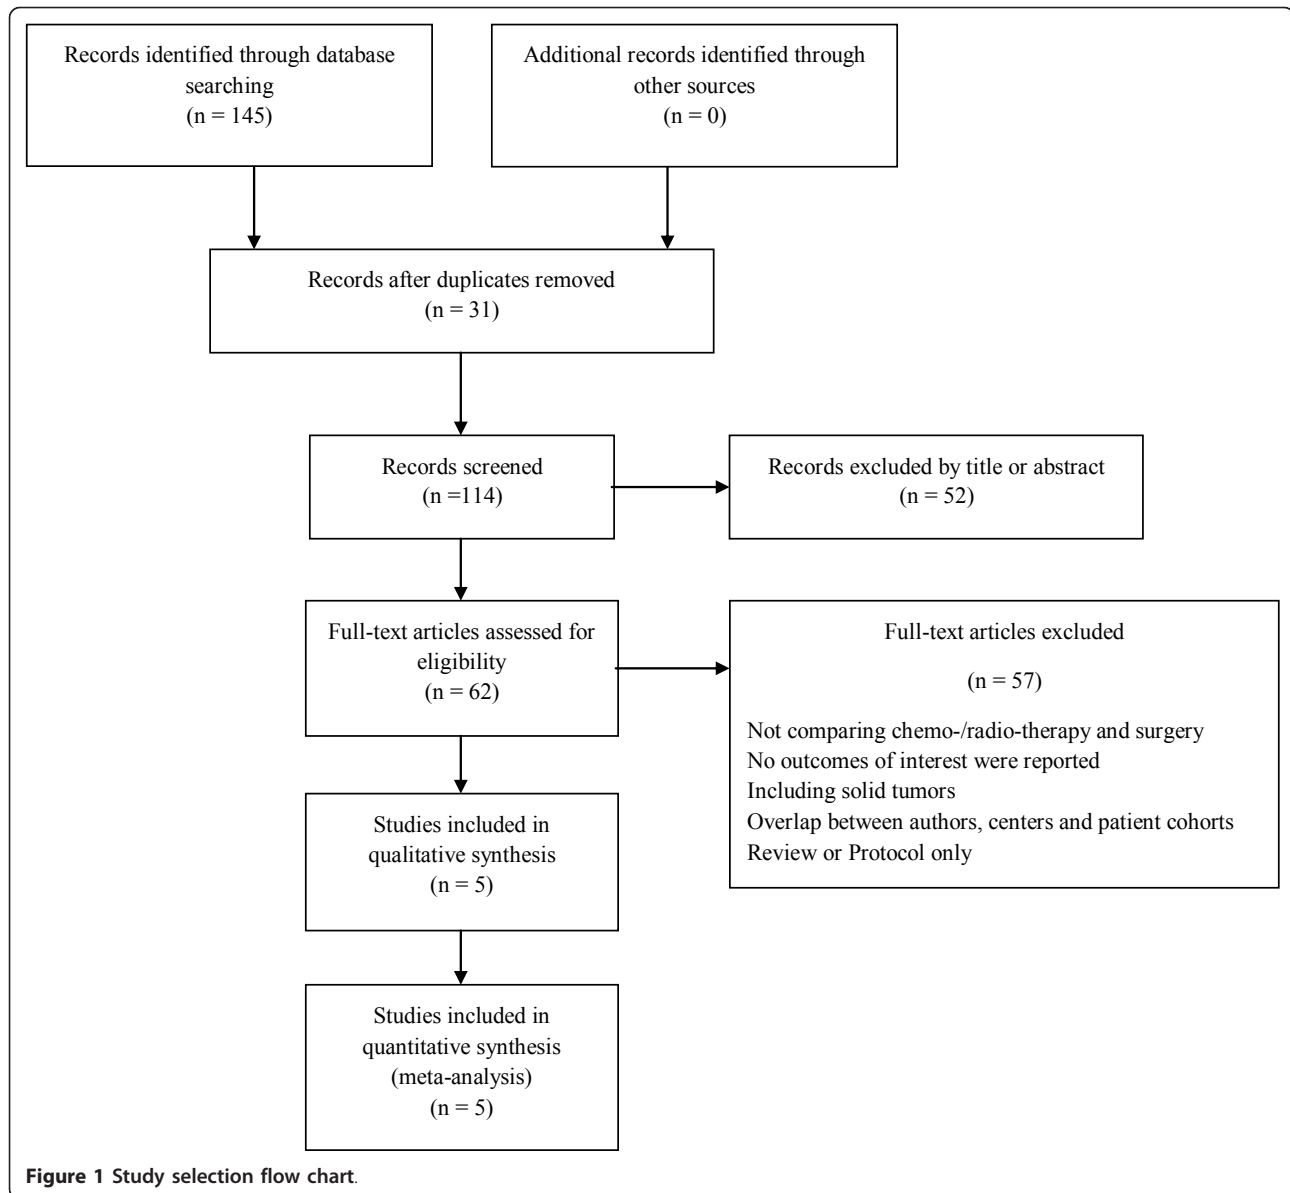 Records identified through database
searching
(n = 145)
Additional records identified through
other sources
(n = 0)
Records after duplicates removed
(n = 31)
Records screened
(n =114)
Records excluded by title or abstract
(n = 52)
Full-text articles assessed for
eligibility
(n = 62)
Full-text articles excluded
(n = 57)
Not comparing chemo-/radio-therapy and surgery
No outcomes of interest were reported
Including solid tumors
Overlap between authors, centers and patient cohorts
Review or Protocol only
Studies included in
qualitative synthesis
(n = 5)
Studies included in
quantitative synthesis
(meta-analysis)
(n = 5)
Figure 1 Study selection flow chart.